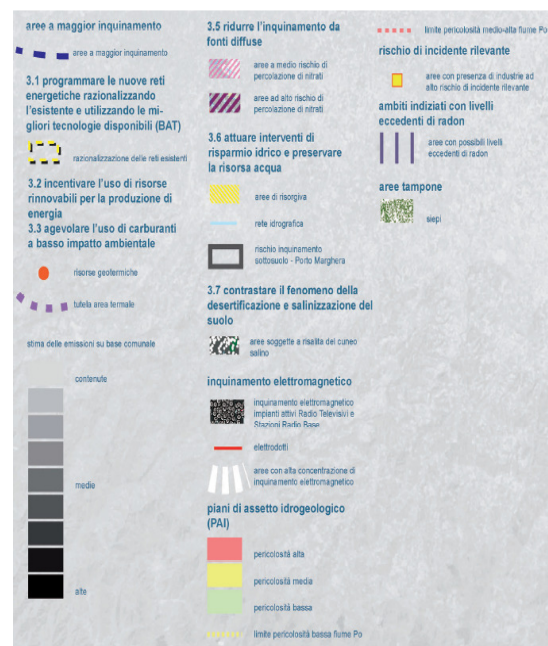 aree a maggior inquinamento
aree a maggior inquinamento
3.1 programmare le nuove reti
energetiche razionalizzando
l'esistente e utilizzando le mi-
gliori tecnologie disponibili (BAT)
razionalizzazione delle reti esistenti
3.2 incentivare l'uso di risorse
rinnovabili per la produzione di
energia
3.3 agevolare l'uso di carburanti
a basso impatto ambientale
risorse geotermiche
tutela area termale
stima delle emissioni su base comunale
contenute
medie
alte
3.5 ridurre l'inquinamento da
fonti diffuse
aree a medio rischio di
percolazione di nitrati
aree ad alto rischio di
percolazione di nitrati
3.6 attuare interventi di
risparmio idrico e preservare
la risorsa acqua
aree di risorgiva
rete idrografica
rischio inquinamento
sottosuolo - Porto Marghera
3.7 contrastare il fenomeno della
desertificazione e salinizzazione del
suolo
aree soggette a risalita del cuneo
salino
inquinamento elettromagnetico
inquinamento elettromagnetico
impianti attivi Radio Televisivi e
Stazioni Radio Base
elettrodotti
aree con alta concentrazione di
inquinamento elettromagnetico
piani di assetto idrogeologico
(PAI)
pericolosità alta
pericolosità media
pericolosità bassa
limite pericolosità bassa fiume Po
limite pericolosità medio-alta fiume Po
rischio di incidente rilevante
aree con presenza di industrie ad
alto rischio di incidente rilevante
ambiti indiziati con livelli
eccedenti di radon
aree con possibili livelli
eccedenti di radon
aree tampone
siepi